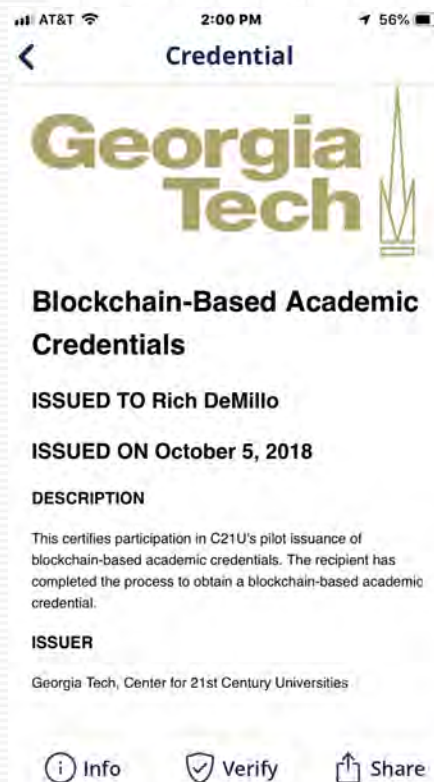 AT&T 2:00 PM 56%
Credential
Georgia
Tech
Blockchain-Based Academic
Credentials
ISSUED TO Rich DeMillo
ISSUED ON October 5, 2018
DESCRIPTION
This certifies participation in C21U's pilot issuance of
blockchain-based academic credentials. The recipient has
completed the process to obtain a blockchain-based academic
credential.
ISSUER
Georgia Tech, Center for 21st Century Universities
Info Verify Share